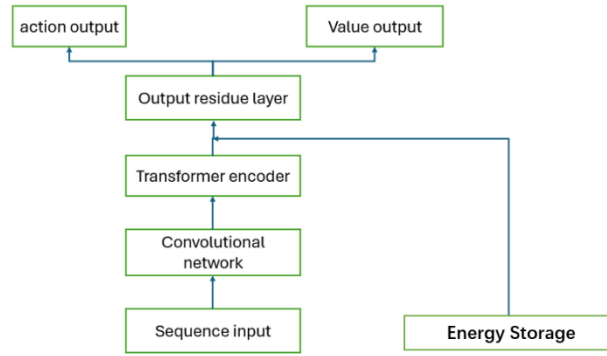 action output
Value output
Output residue layer
Transformer encoder
Convolutional
network
Sequence input
Energy Storage